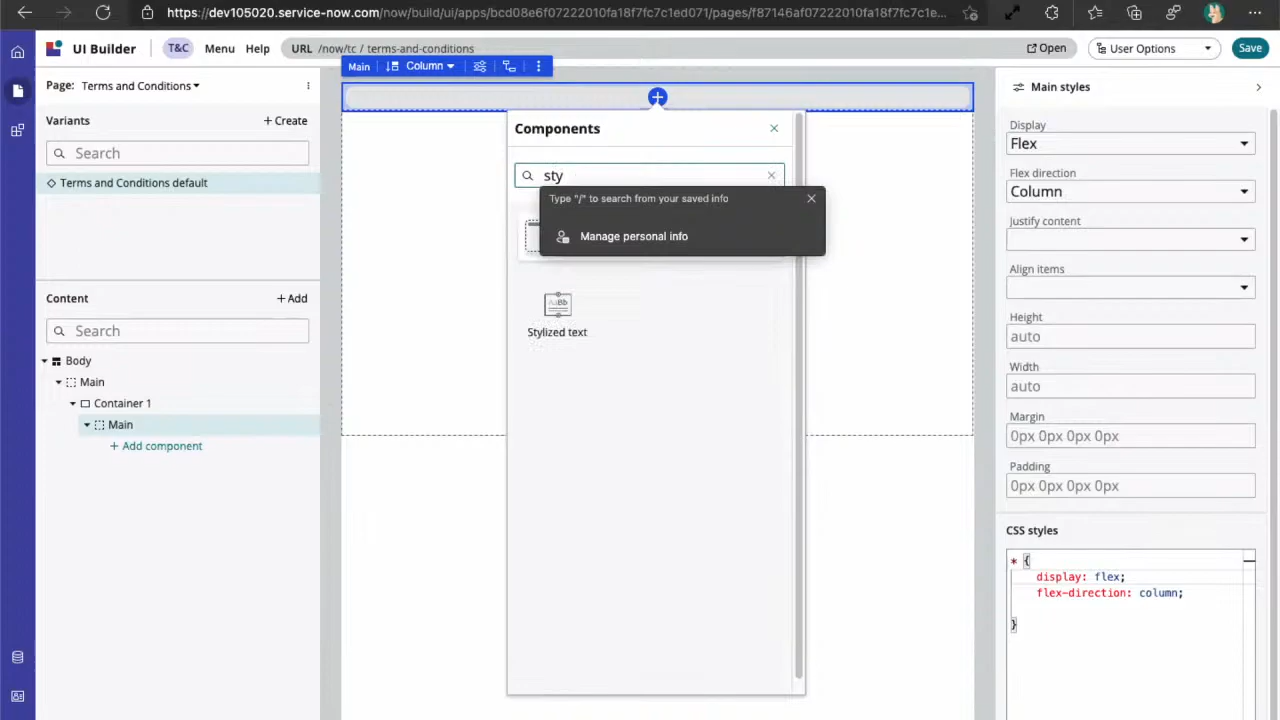 https://dev105020.service-now.com/now/build/ui/apps/bcd08e6f07222010fa18f7fc7c1ed071/pages/f87146af07222010fa18f7fc7c1e...
UI Builder
T&C
Menu
Help
URL /now/tc / terms-and-conditions
Open
User Options
Save
Page: Terms and Conditions
Variants
+ Create
Search
Terms and Conditions default
Content
+ Add
Search
Body
Main
Container 1
Main
+ Add component
Main
Column
Components
sty
Type "/" to search from your saved info
Manage personal info
AaBb
Stylized text
Main styles
Display
Flex
Flex direction
Column
Justify content
Align items
Height
auto
Width
auto
Margin
0px 0px 0px 0px
Padding
0px 0px 0px 0px
CSS styles
* {
display: flex;
flex-direction: column;
}